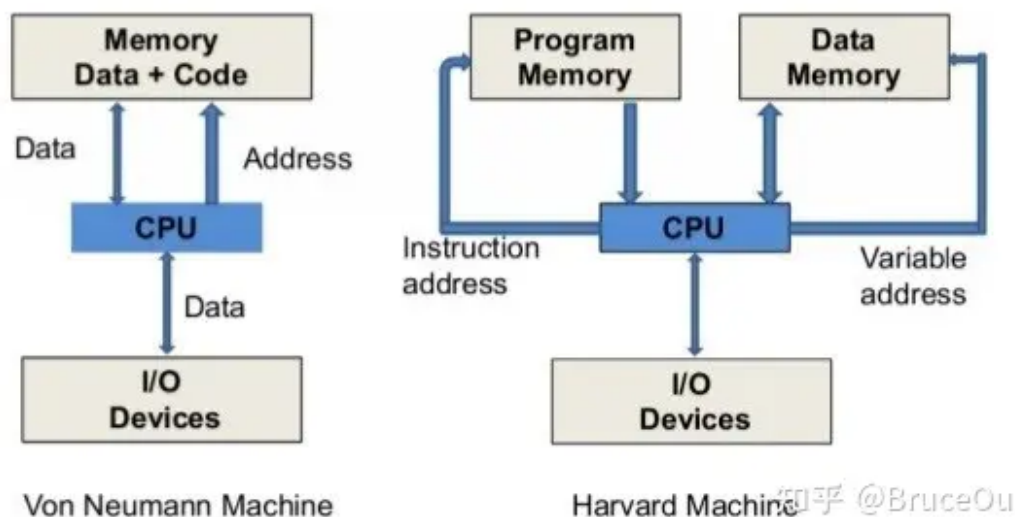 Memory
Data + Code
Data
Address
CPU
Data
I/O
Devices
Von Neumann Machine
Program
Memory
Data
Memory
CPU
Instruction
address
Variable
address
I/O
Devices
Harvard Machine
知乎 @BruceOu